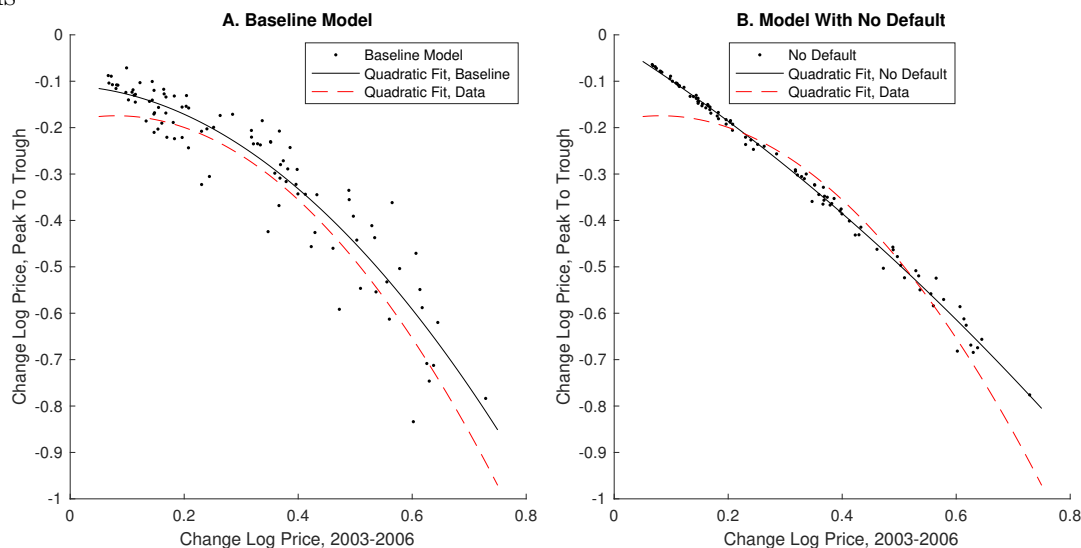 A. Baseline Model
0
-0.1
-0.2
-0.3
-0.4
-0.5
-0.6
-0.7
-0.8
-0.9
-1
Change Log Price, Peak To Trough
Baseline Model
Quadratic Fit, Baseline
Quadratic Fit, Data
0
0.2
0.4
0.6
0.8
Change Log Price, 2003-2006
B. Model With No Default
0
-0.1
-0.2
-0.3
-0.4
-0.5
-0.6
-0.7
-0.8
-0.9
-1
Change Log Price, Peak To Trough
No Default
Quadratic Fit, No Default
Quadratic Fit, Data
0
0.2
0.4
0.6
0.8
Change Log Price, 2003-2006